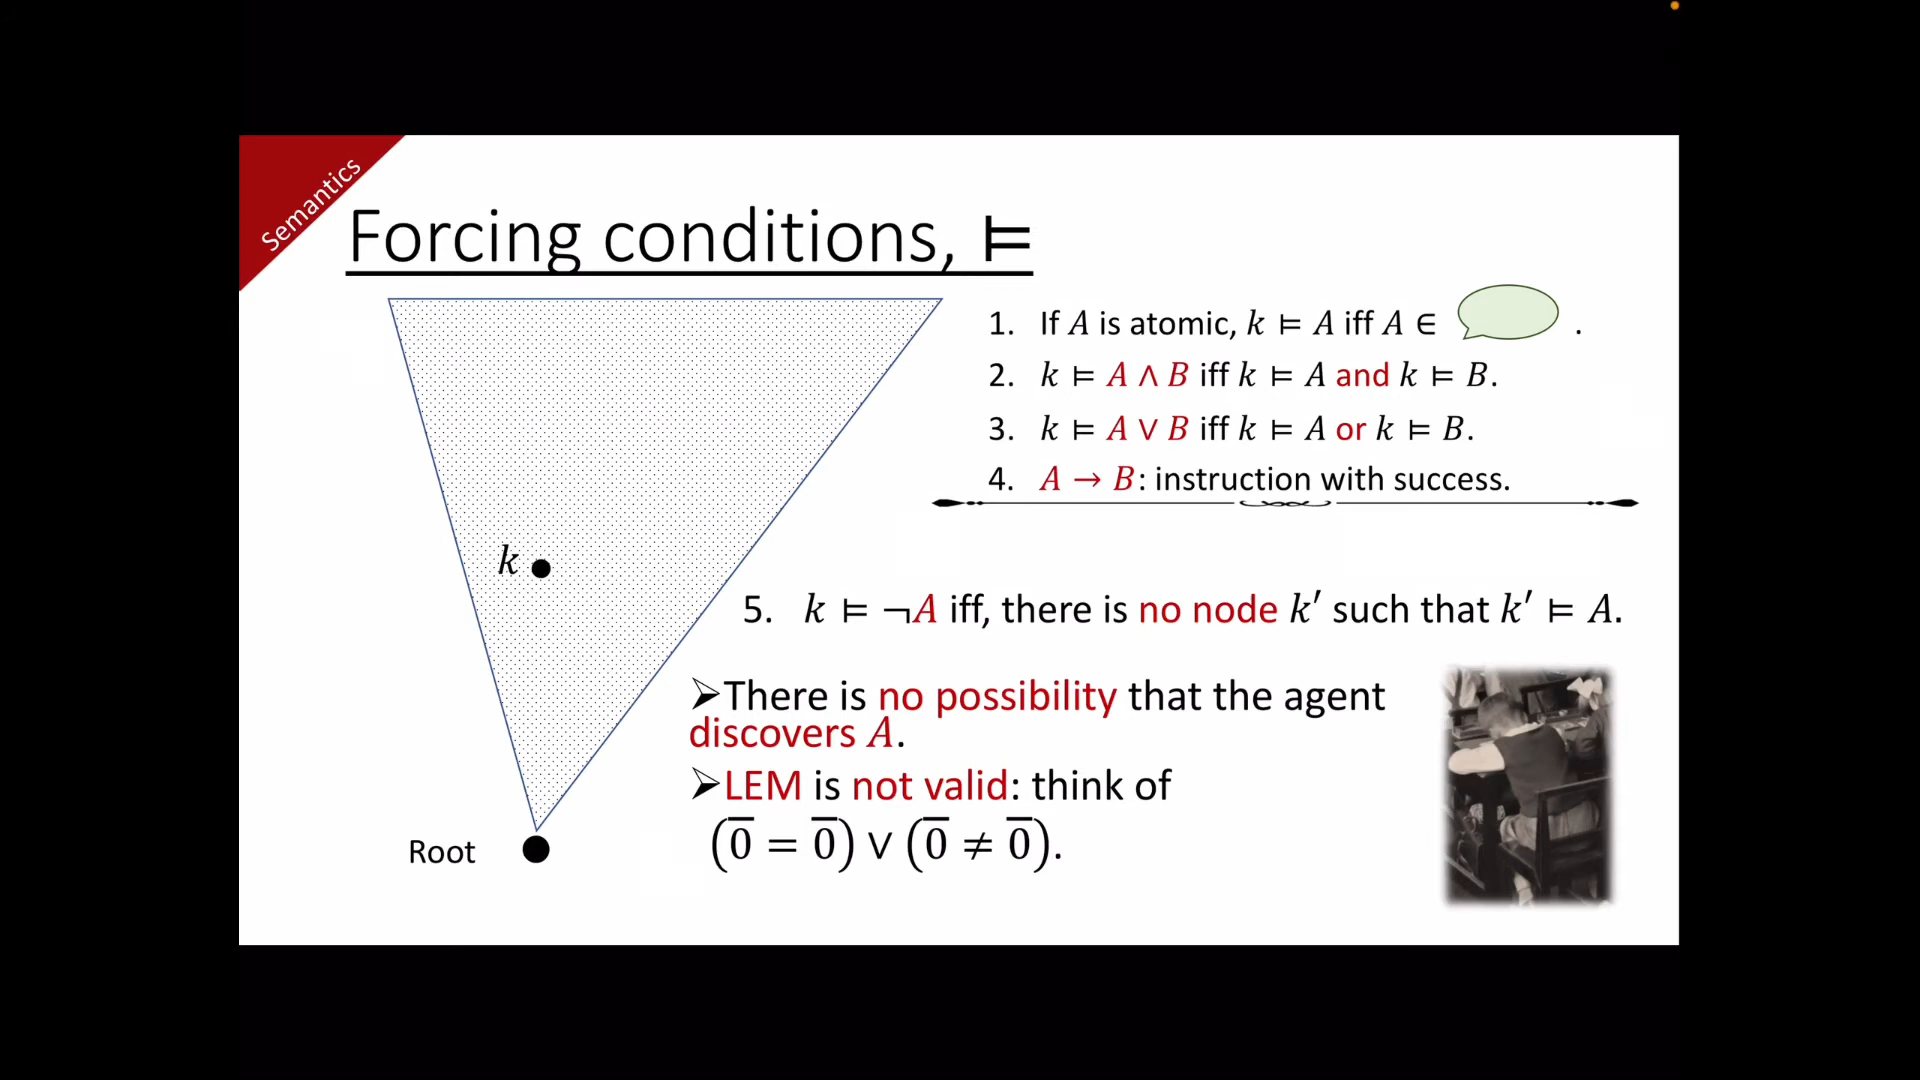 Semantics
Forcing conditions, ⊨
1. If A is atomic, k ⊨ A iff A ∈ .
2. k ⊨ A ∧ B iff k ⊨ A and k ⊨ B.
3. k ⊨ A ∨ B iff k ⊨ A or k ⊨ B.
4. A → B: instruction with success.
k
5. k ⊨ ¬A iff, there is no node k′ such that k′ ⊨ A.
➢There is no possibility that the agent
discovers A.
➢LEM is not valid: think of
(0̅ = 0̅) ∨ (0̅ ≠ 0̅).
Root